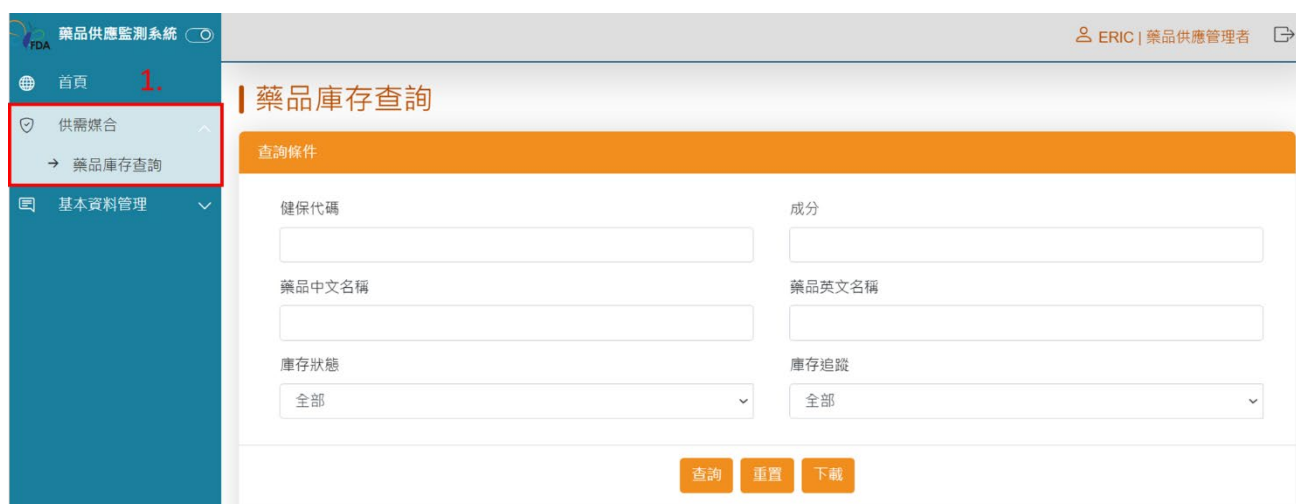 FDA 藥品供應監測系統
ERIC | 藥品供應管理者
首頁
1.
供需媒合
→ 藥品庫存查詢
基本資料管理
藥品庫存查詢
查詢條件
健保代碼
成分
藥品中文名稱
藥品英文名稱
庫存狀態
庫存追蹤
全部
全部
查詢 重置 下載